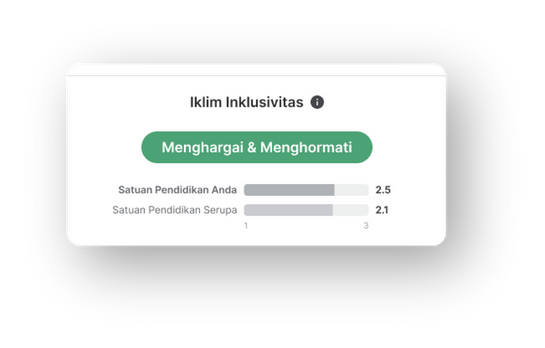 Iklim Inklusivitas
Menghargai & Menghormati
Satuan Pendidikan Anda 2.5
Satuan Pendidikan Serupa 2.1
1 3